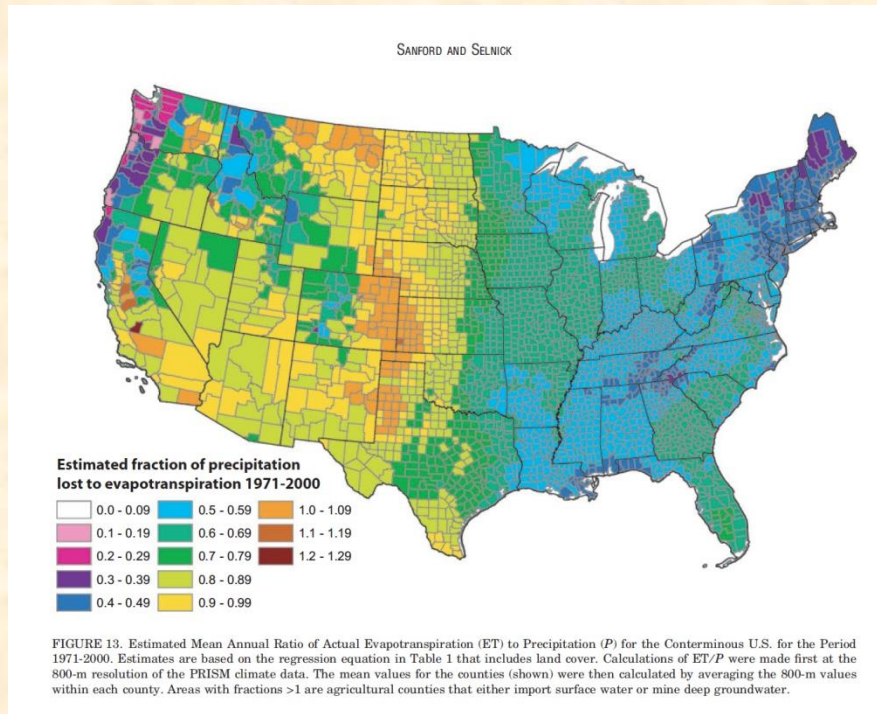 SANFORD AND SELNICK
Estimated fraction of precipitation
lost to evapotranspiration 1971-2000
0.0 - 0.09
0.1 - 0.19
0.2 - 0.29
0.3 - 0.39
0.4 - 0.49
0.5 - 0.59
0.6 - 0.69
0.7 - 0.79
0.8 - 0.89
0.9 - 0.99
1.0 - 1.09
1.1 - 1.19
1.2 - 1.29
FIGURE 13. Estimated Mean Annual Ratio of Actual Evapotranspiration (ET) to Precipitation (P) for the Conterminous U.S. for the Period
1971-2000. Estimates are based on the regression equation in Table 1 that includes land cover. Calculations of ET/P were made first at the
800-m resolution of the PRISM climate data. The mean values for the counties (shown) were then calculated by averaging the 800-m values
within each county. Areas with fractions >1 are agricultural counties that either import surface water or mine deep groundwater.